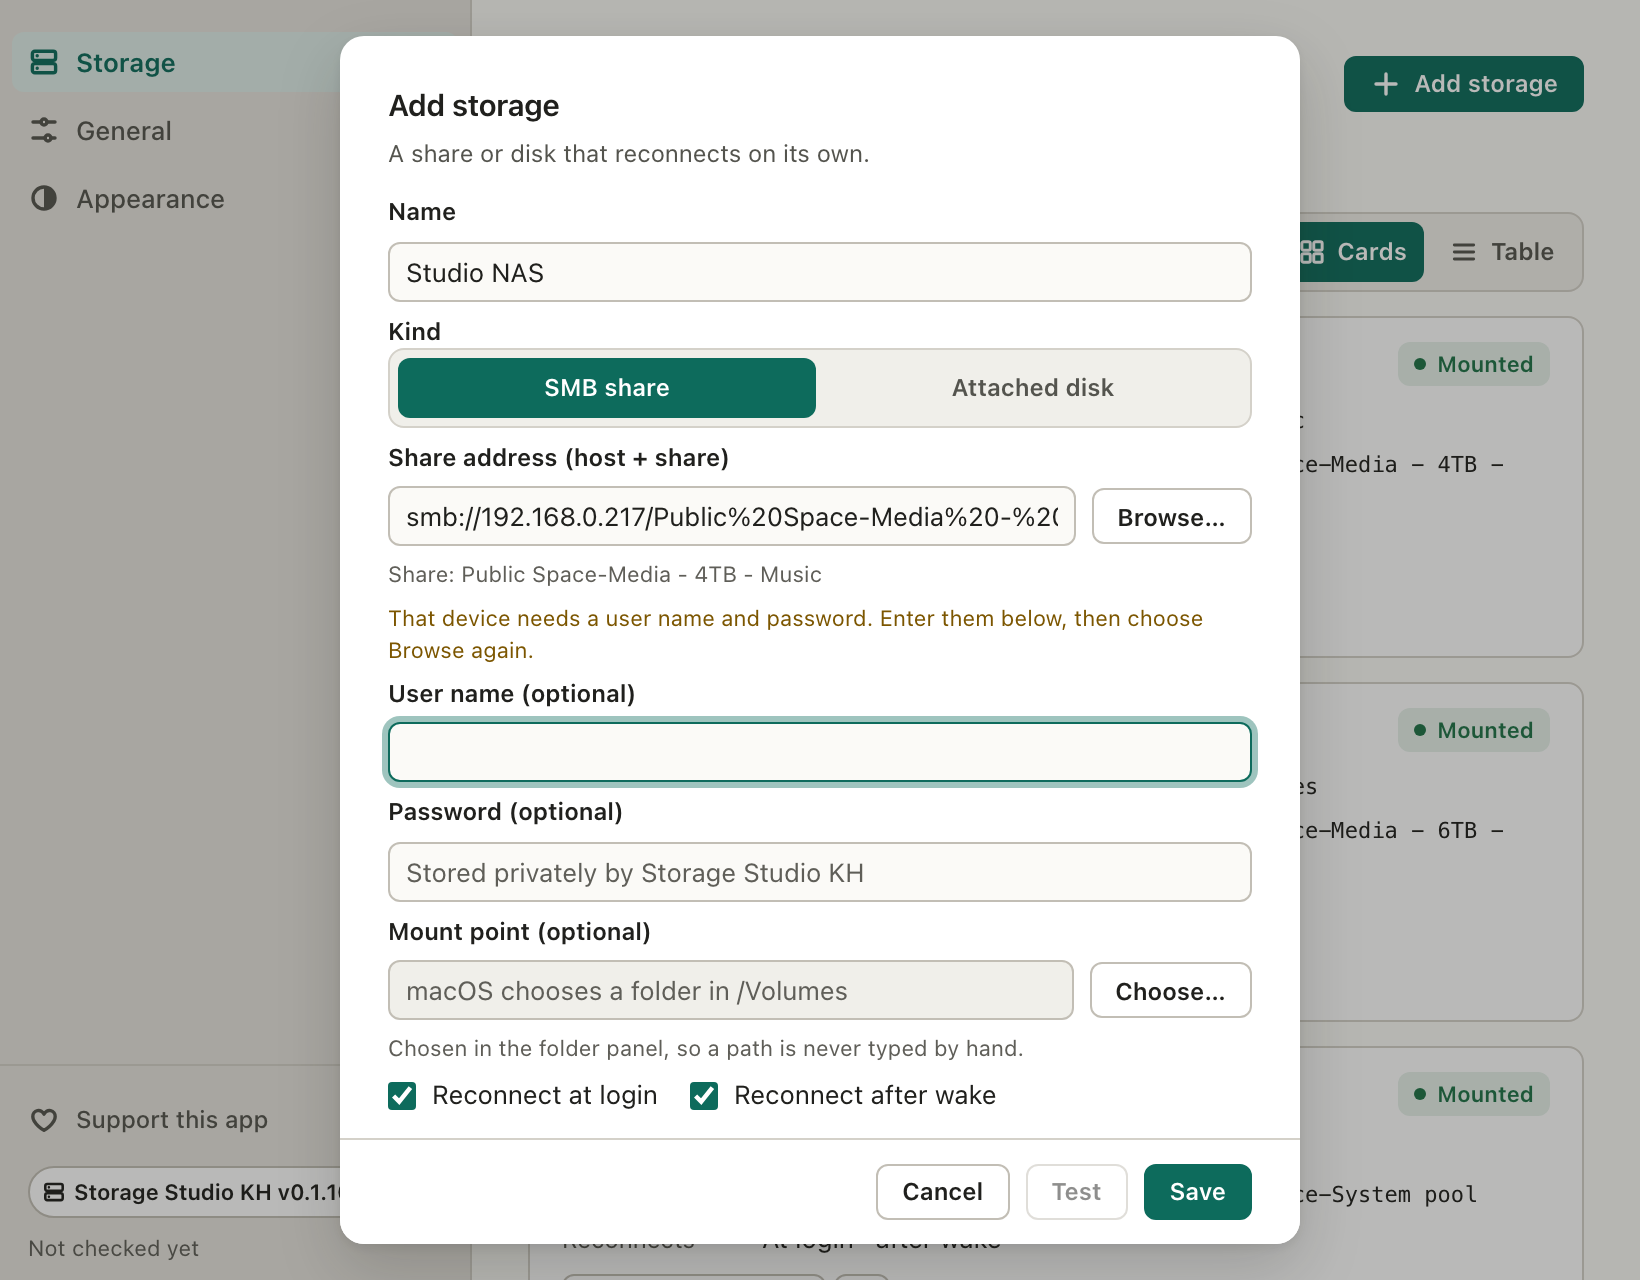 Storage
General
Appearance
Support this app
Storage Studio KH v0.1.1
Not checked yet
Add storage
Cards
Table
Mounted
ce-Media - 4TB -
Mounted
es
ce-Media - 6TB -
Mounted
ce-System pool
Add storage
A share or disk that reconnects on its own.
Name
Studio NAS
Kind
SMB share
Attached disk
Share address (host + share)
smb://192.168.0.217/Public%20Space-Media%20-%20
Browse...
Share: Public Space-Media - 4TB - Music
That device needs a user name and password. Enter them below, then choose
Browse again.
User name (optional)
Password (optional)
Stored privately by Storage Studio KH
Mount point (optional)
macOS chooses a folder in /Volumes
Choose...
Chosen in the folder panel, so a path is never typed by hand.
Reconnect at login
Reconnect after wake
Cancel
Test
Save